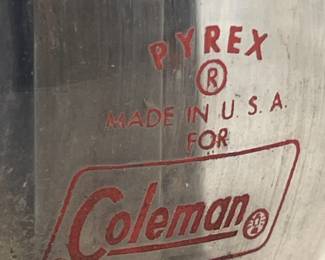 PYREX
®
MADE IN U.S.A.
FOR
Coleman